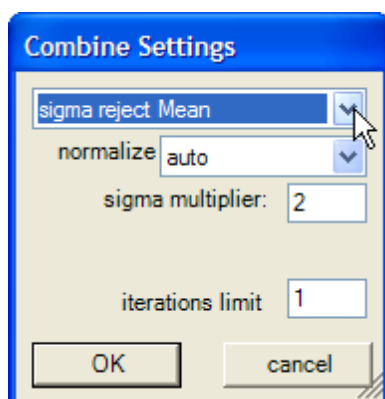 Combine Settings
sigma reject Mean
normalize auto
sigma multiplier: 2
iterations limit 1
OK cancel